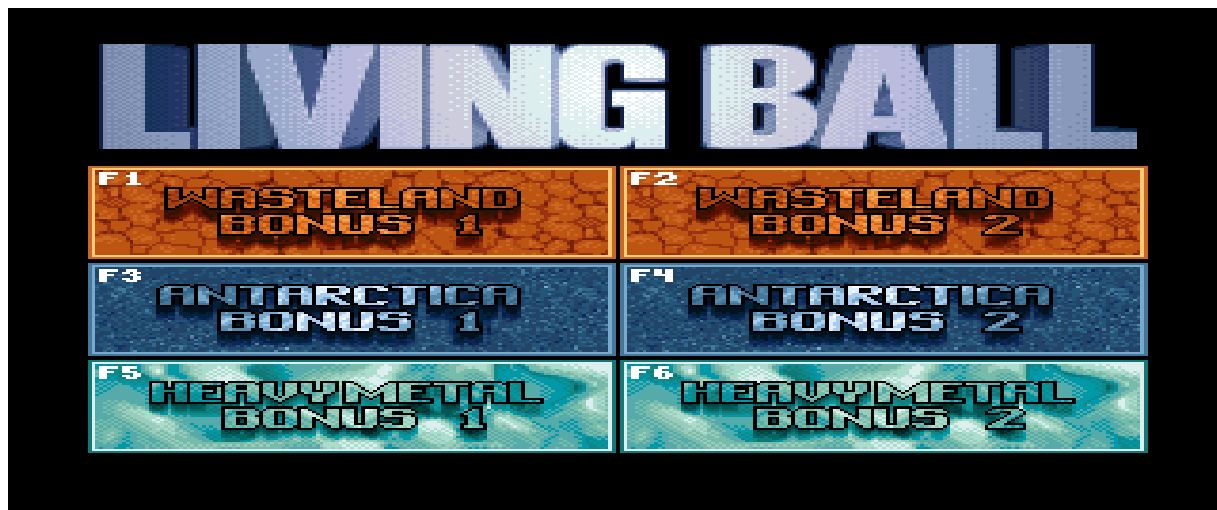 LIVING BALL
F1
WASTELAND
BONUS 1
F2
WASTELAND
BONUS 2
F3
ANTARCTICA
BONUS 1
F4
ANTARCTICA
BONUS 2
F5
HEAVY METAL
BONUS 1
F6
HEAVY METAL
BONUS 2